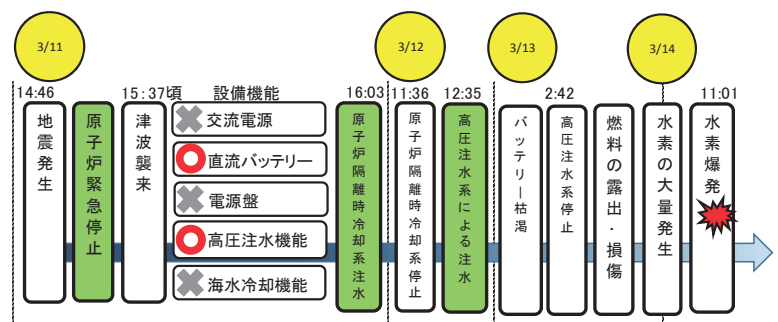 3/11
3/12
3/13
3/14
14:46
15:37頃
設備機能
16:03
11:36
12:35
2:42
11:01
地震発生
原子炉緊急停止
津波襲来
交流電源
直流バッテリー
電源盤
高圧注水機能
海水冷却機能
原子炉隔離時冷却系注水
原子炉隔離時冷却系停止
高圧注水系による注水
バッテリー枯渇
高圧注水系停止
燃料の露出・損傷
水素の大量発生
水素爆発